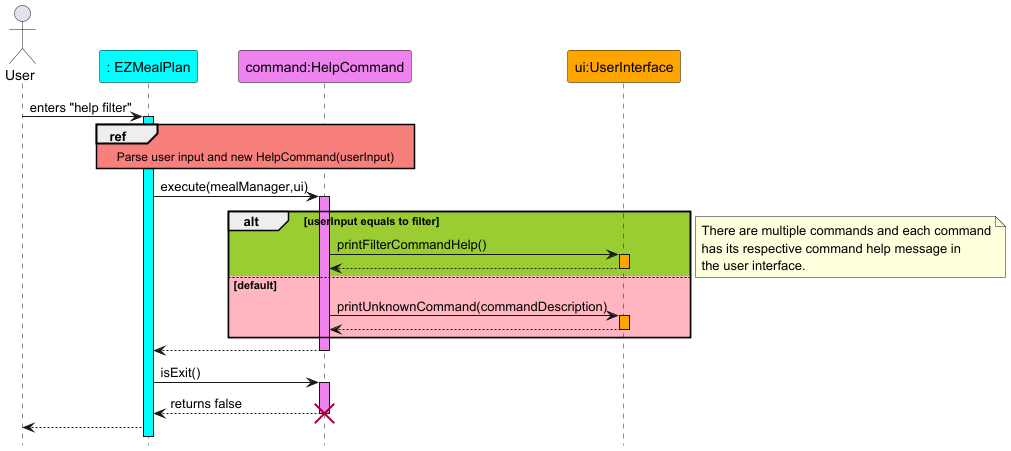 User
: EZMealPlan
command:HelpCommand
ui:UserInterface
enters "help filter"
ref
Parse user input and new HelpCommand(userInput)
execute(mealManager,ui)
alt
[userInput equals to filter]
There are multiple commands and each command
has its respective command help message in
the user interface.
printFilterCommandHelp()
[default]
printUnknownCommand(commandDescription)
isExit()
returns false